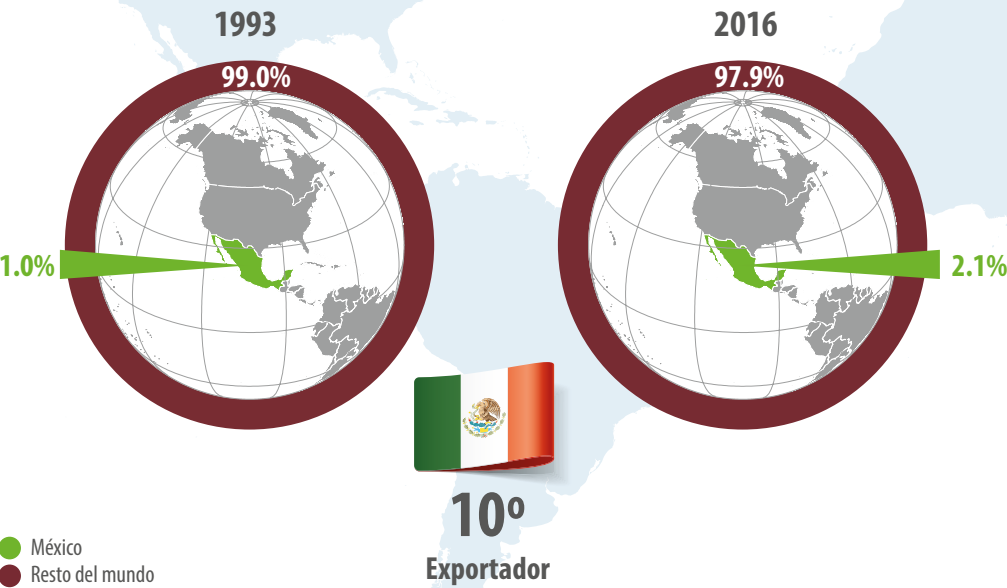 1993
2016
99.0%
97.9%
1.0%
2.1%
10º
Exportador
México
Resto del mundo